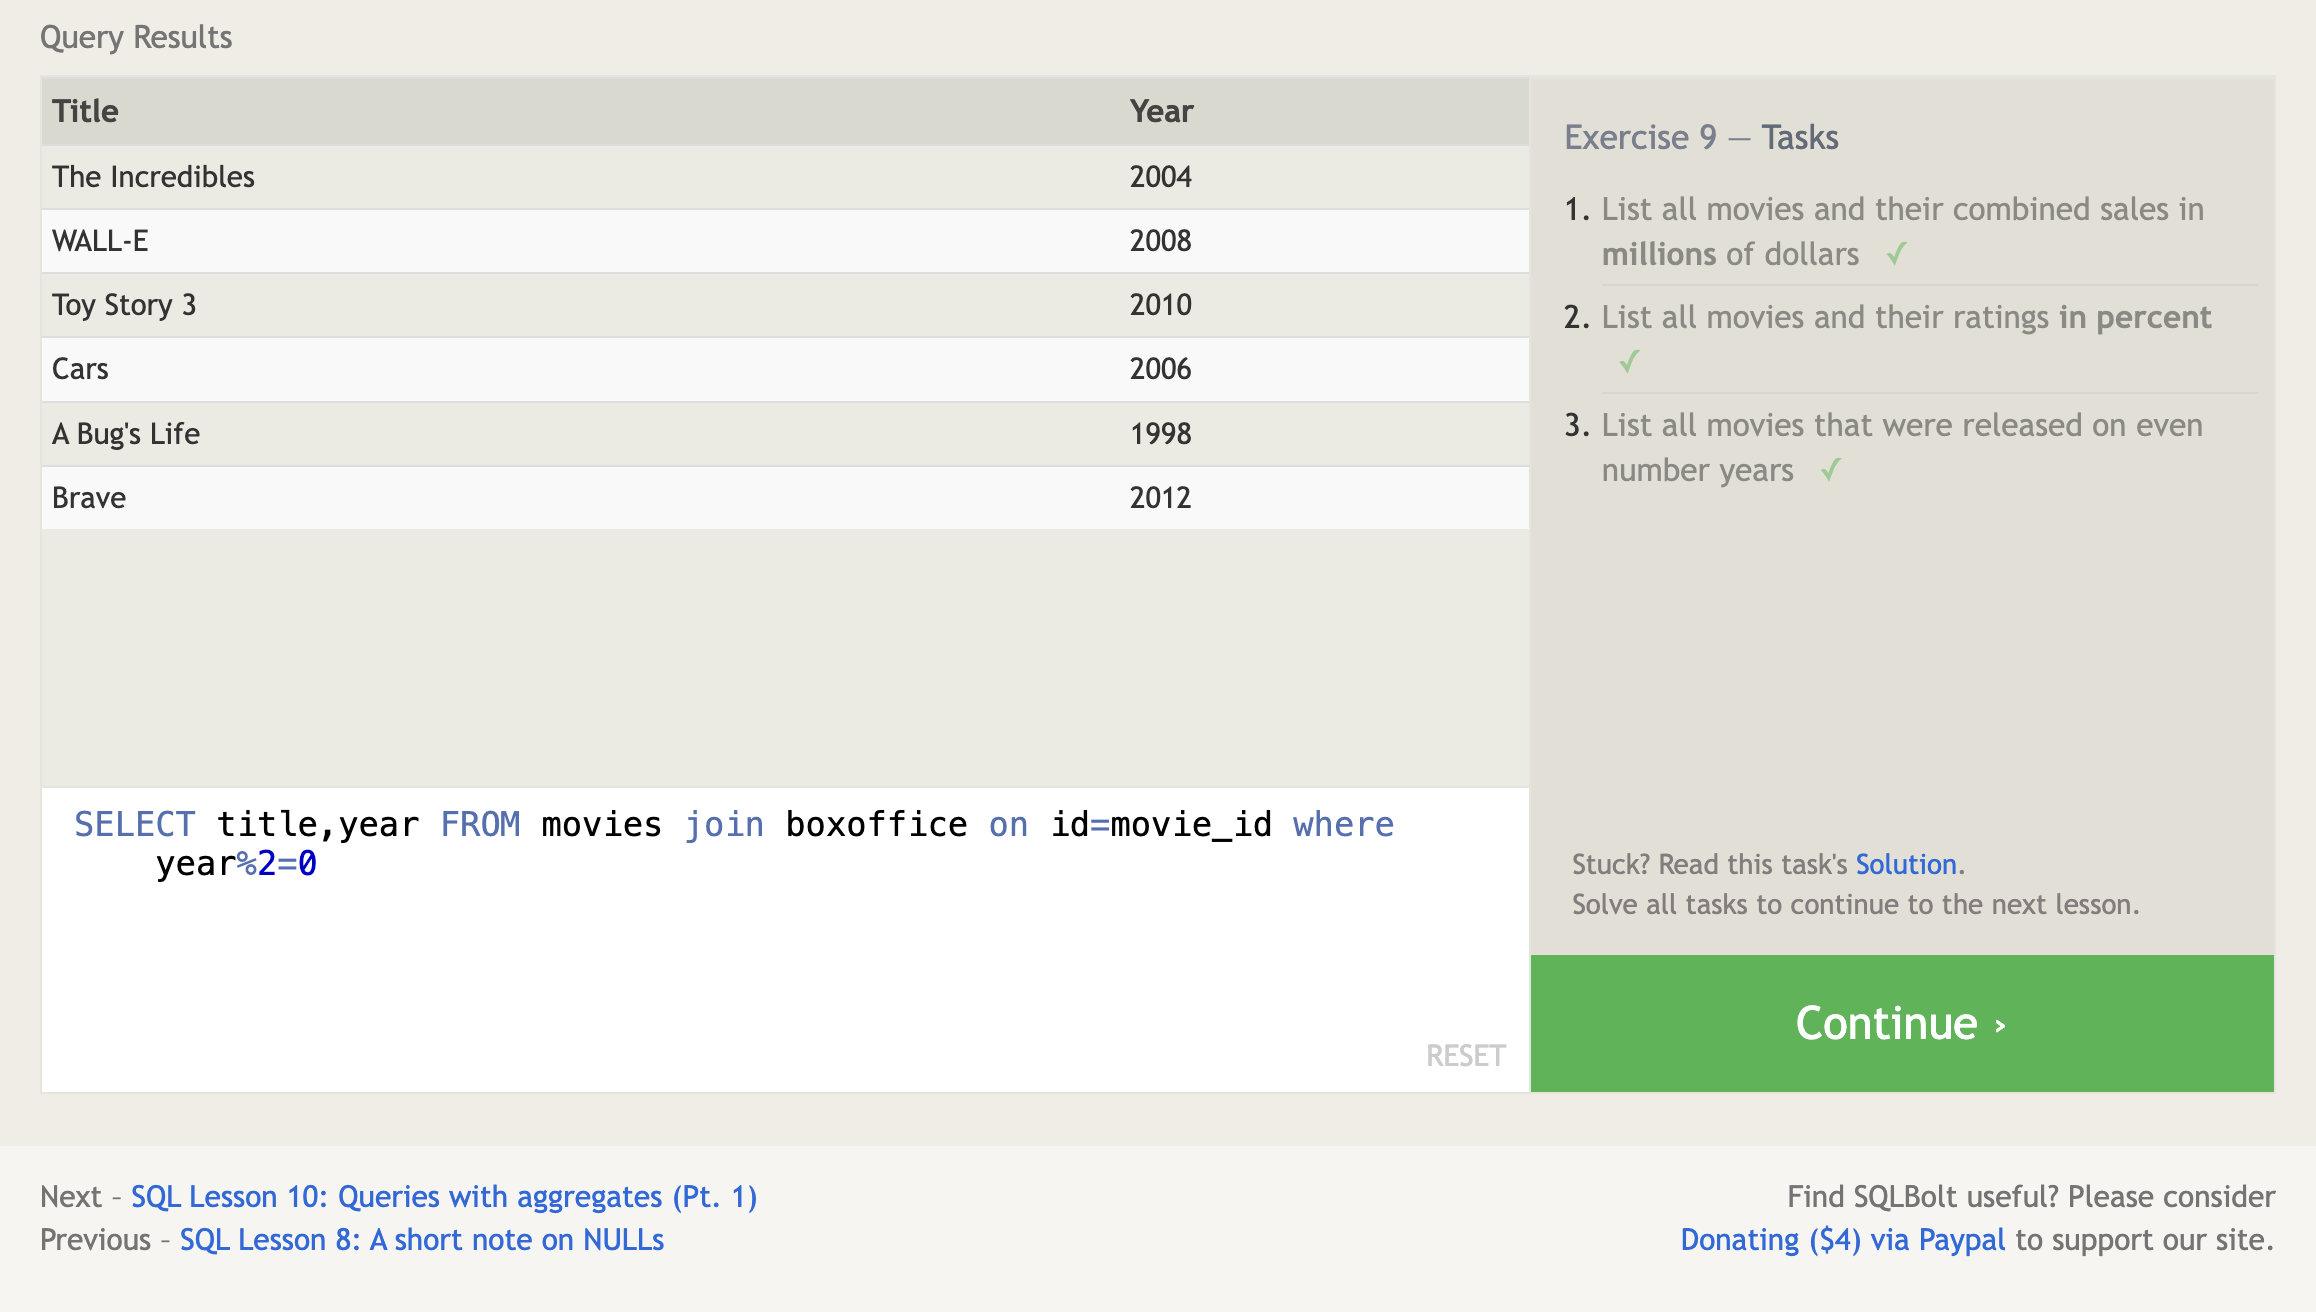 Query Results
Title Year
The Incredibles 2004
WALL-E 2008
Toy Story 3 2010
Cars 2006
A Bug's Life 1998
Brave 2012
SELECT title,year FROM movies join boxoffice on id=movie_id where
year%2=0
RESET
Exercise 9 — Tasks
1. List all movies and their combined sales in
millions of dollars ✓
2. List all movies and their ratings in percent
✓
3. List all movies that were released on even
number years ✓
Stuck? Read this task's Solution.
Solve all tasks to continue to the next lesson.
Continue ›
Next – SQL Lesson 10: Queries with aggregates (Pt. 1)
Previous – SQL Lesson 8: A short note on NULLs
Find SQLBolt useful? Please consider
Donating ($4) via Paypal to support our site.